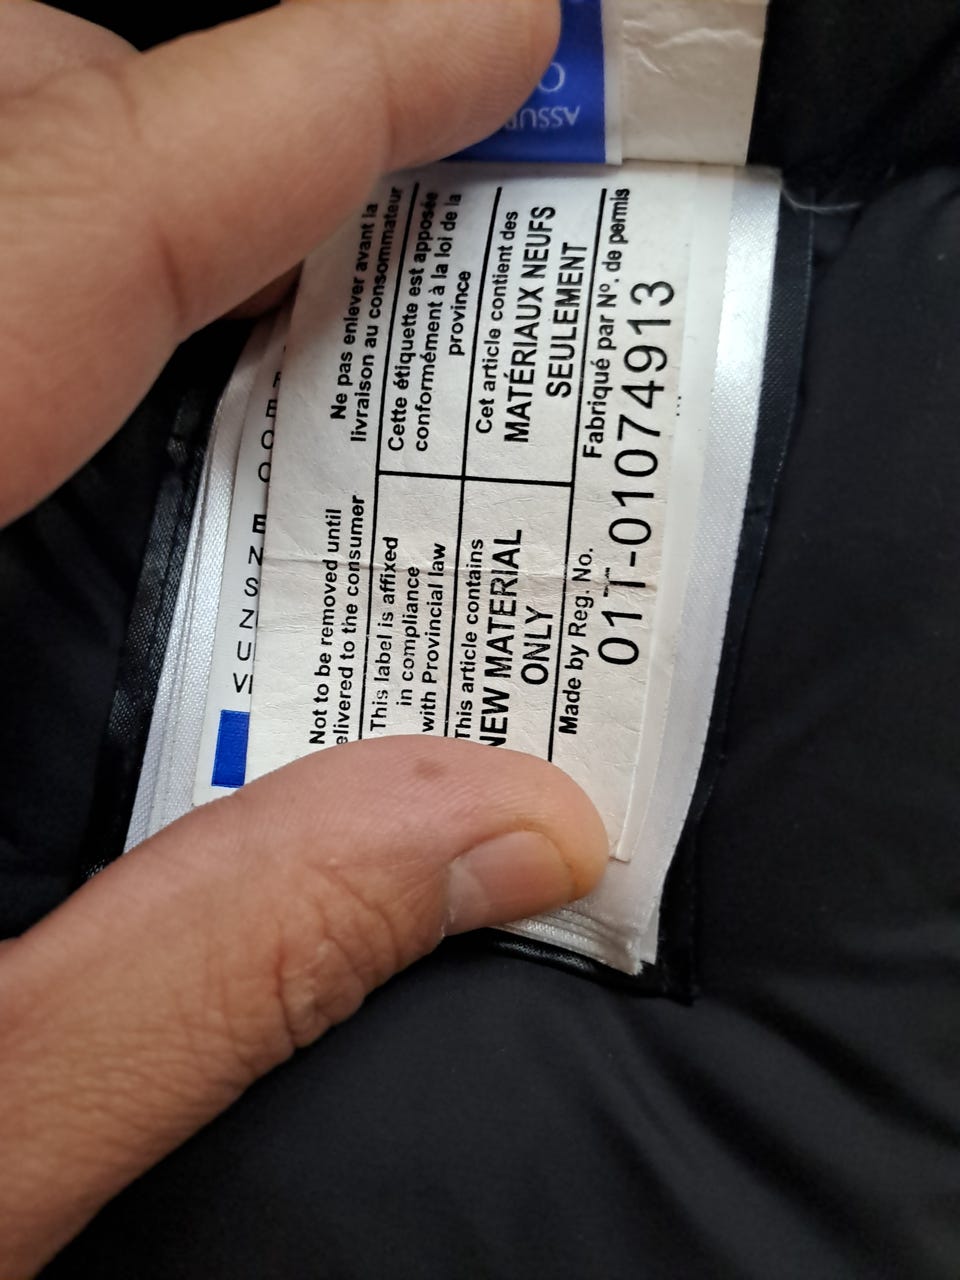 Not to be removed until
delivered to the consumer
Ne pas enlever avant la
livraison au consommateur
This label is affixed
in compliance
with Provincial law
Cette étiquette est apposée
conformément à la loi de la
province
This article contains
NEW MATERIAL
ONLY
Cet article contient des
MATÉRIAUX NEUFS
SEULEMENT
Made by Reg. No.
Fabriqué par Nº. de permis
01T-01074913